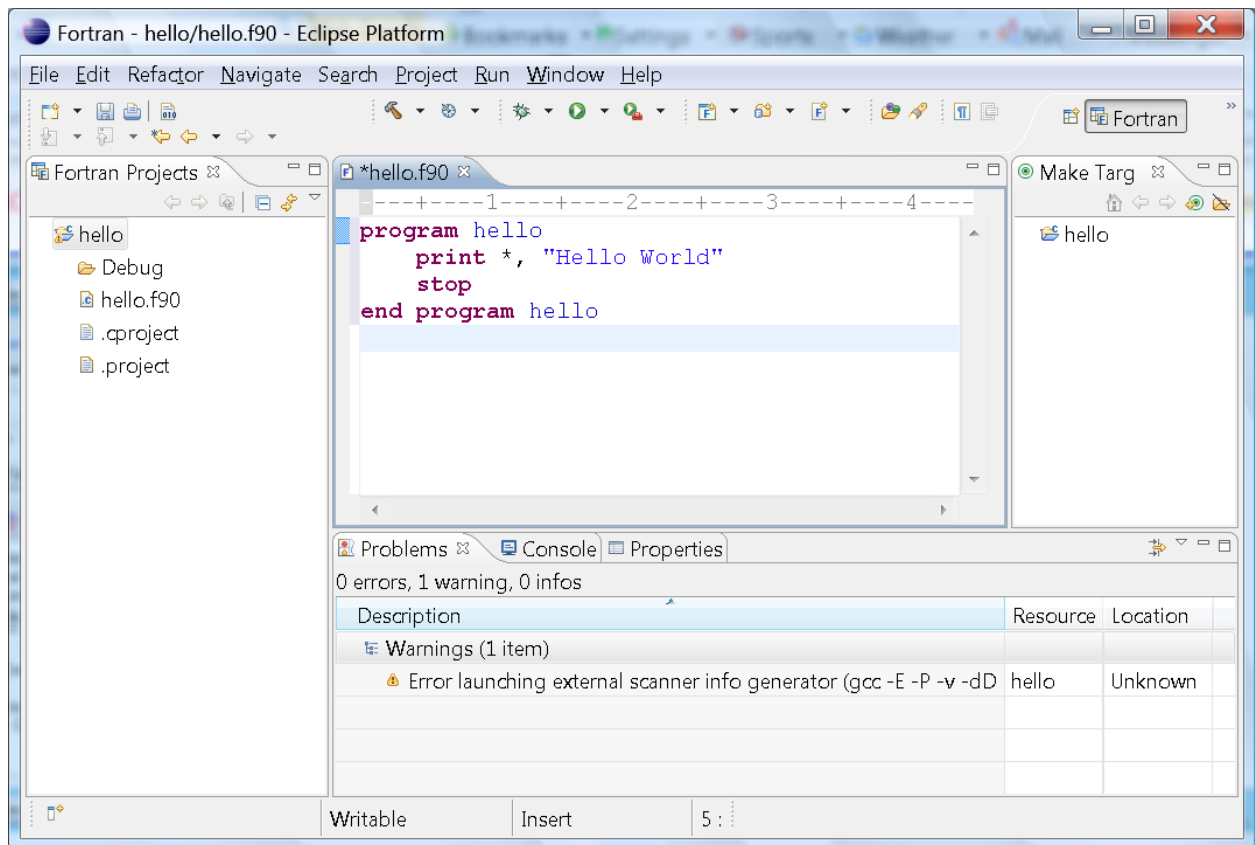 Fortran - hello/hello.f90 - Eclipse Platform
File Edit Refactor Navigate Search Project Run Window Help
Fortran
Fortran Projects
hello
Debug
hello.f90
.cproject
.project
*hello.f90
----+----1----+----2----+----3----+----4----
program hello
print *, "Hello World"
stop
end program hello
Make Targ
hello
Problems Console Properties
0 errors, 1 warning, 0 infos
Description Resource Location
Warnings (1 item)
Error launching external scanner info generator (gcc -E -P -v -dD hello Unknown
Writable Insert 5 :